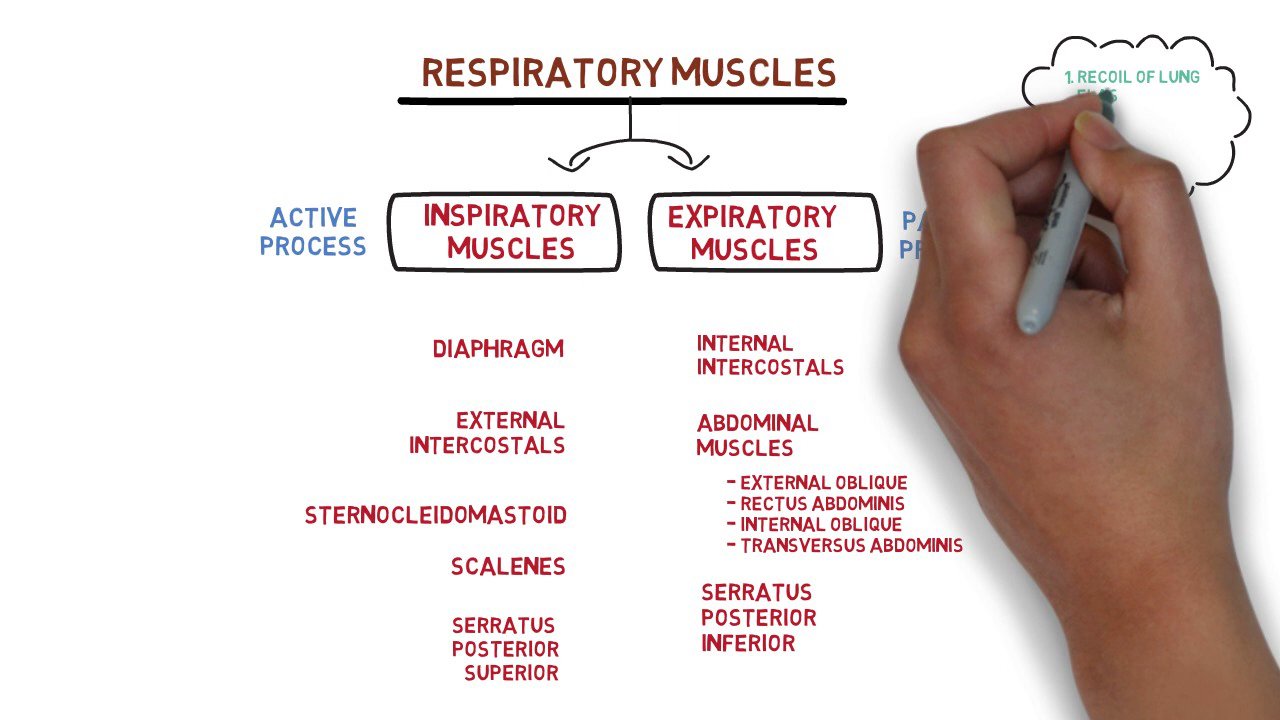 RESPIRATORY MUSCLES
1. RECOIL OF LUNG
ACTIVE
PROCESS
INSPIRATORY
MUSCLES
EXPIRATORY
MUSCLES
DIAPHRAGM
EXTERNAL
INTERCOSTALS
STERNOCLEIDOMASTOID
SCALENES
SERRATUS
POSTERIOR
SUPERIOR
INTERNAL
INTERCOSTALS
ABDOMINAL
MUSCLES
- EXTERNAL OBLIQUE
- RECTUS ABDOMINIS
- INTERNAL OBLIQUE
- TRANSVERSUS ABDOMINIS
SERRATUS
POSTERIOR
INFERIOR